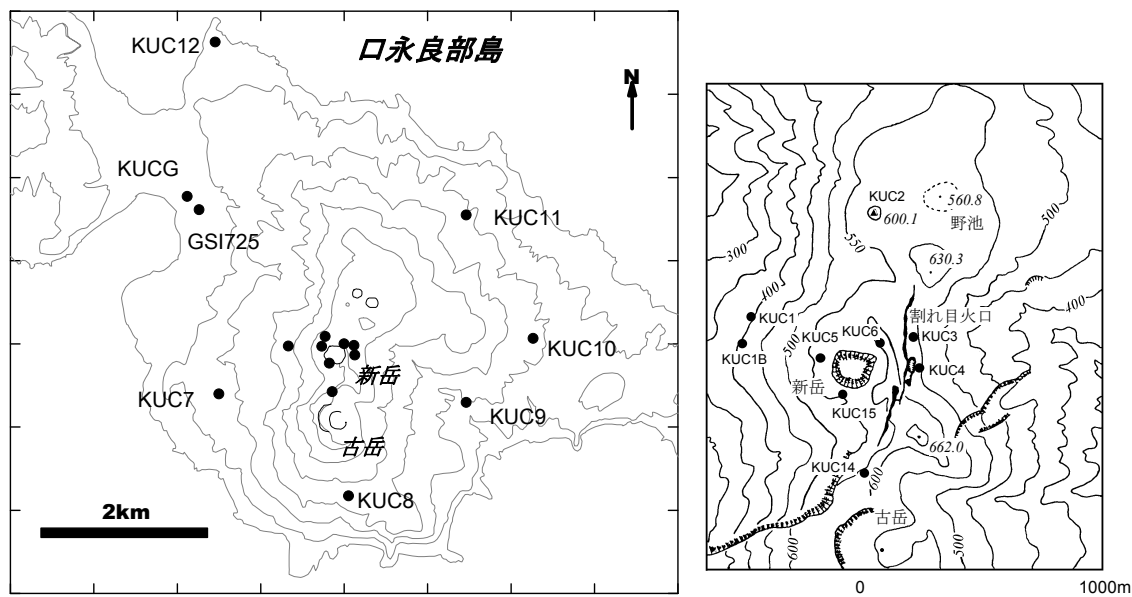 KUC12
口永良部島
N
KUCG
GSI725
KUC11
KUC10
新岳
KUC7
KUC9
古岳
KUC8
2km
KUC2
600.1
560.8
野池
500
550
300
630.3
400
400
KUC1
割れ目火口
KUC5
KUC6
KUC3
KUC1B
500
KUC4
新岳
KUC15
662.0
KUC14
600
古岳
600
500
0
1000m